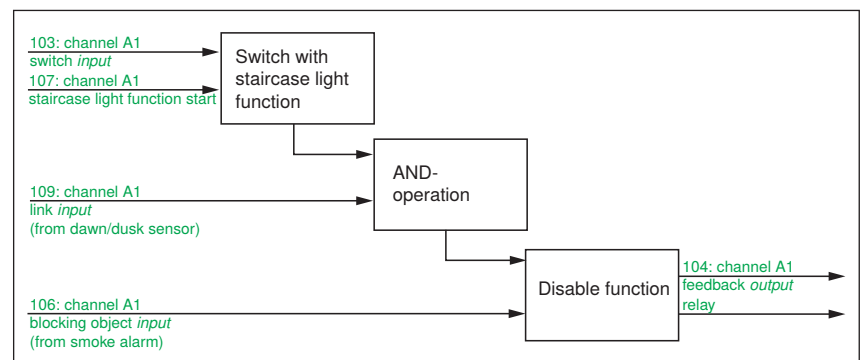 103: channel A1
switch input
107: channel A1
staircase light function start
Switch with
staircase light
function
109: channel A1
link input
(from dawn/dusk sensor)
AND-
operation
106: channel A1
blocking object input
(from smoke alarm)
Disable function
104: channel A1
feedback output
relay